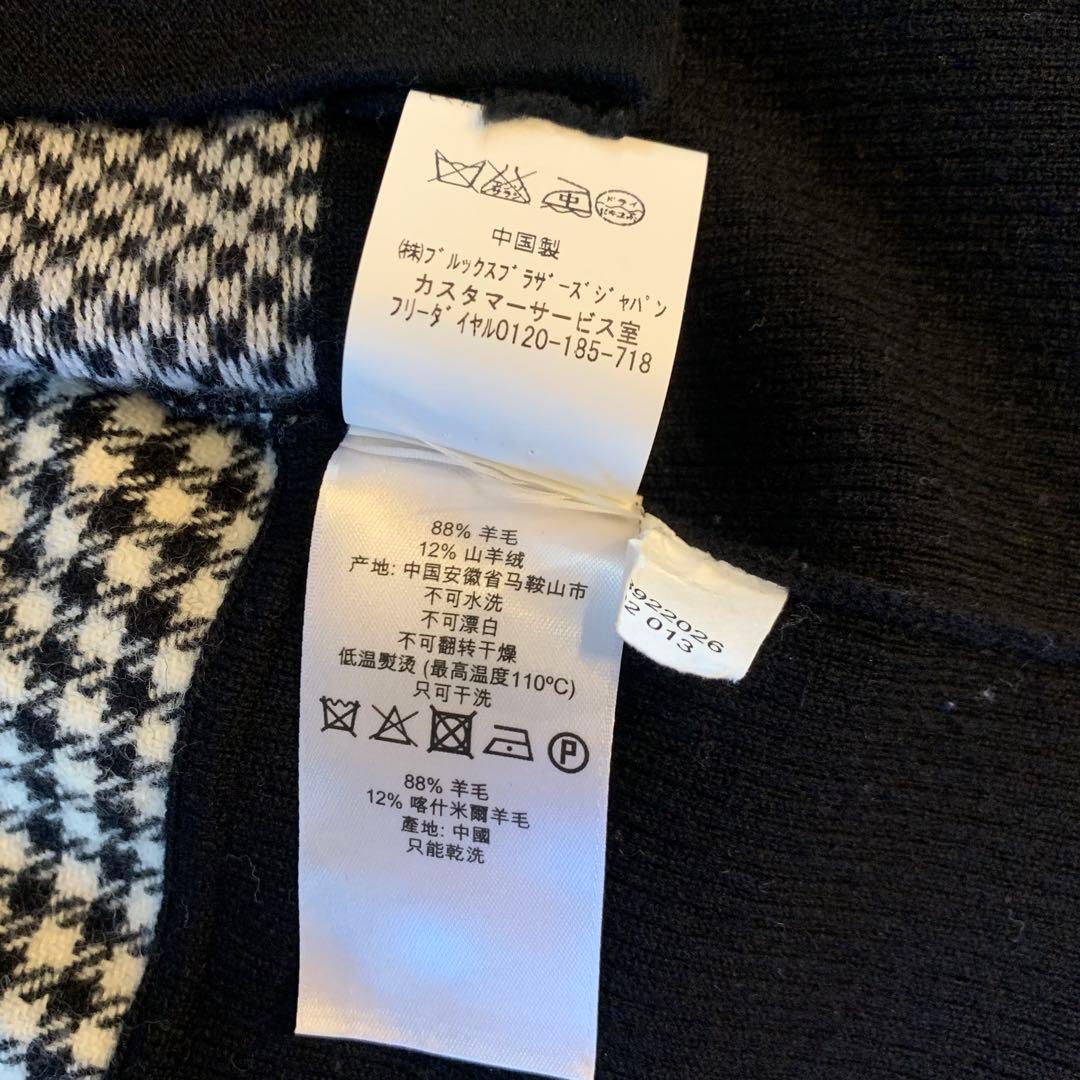 中国製
(株)ﾌﾞﾙｯｸｽﾌﾞﾗｻﾞｰｽﾞｼﾞｬﾊﾟﾝ
カスタマーサービス室
ﾌﾘｰﾀﾞｲﾔﾙ0120-185-718
88% 羊毛
12% 山羊绒
产地: 中国安徽省马鞍山市
不可水洗
不可漂白
不可翻转干燥
低温熨烫 (最高温度110ºC)
只可干洗
P
88% 羊毛
12% 喀什米爾羊毛
產地: 中國
只能乾洗
922026
013